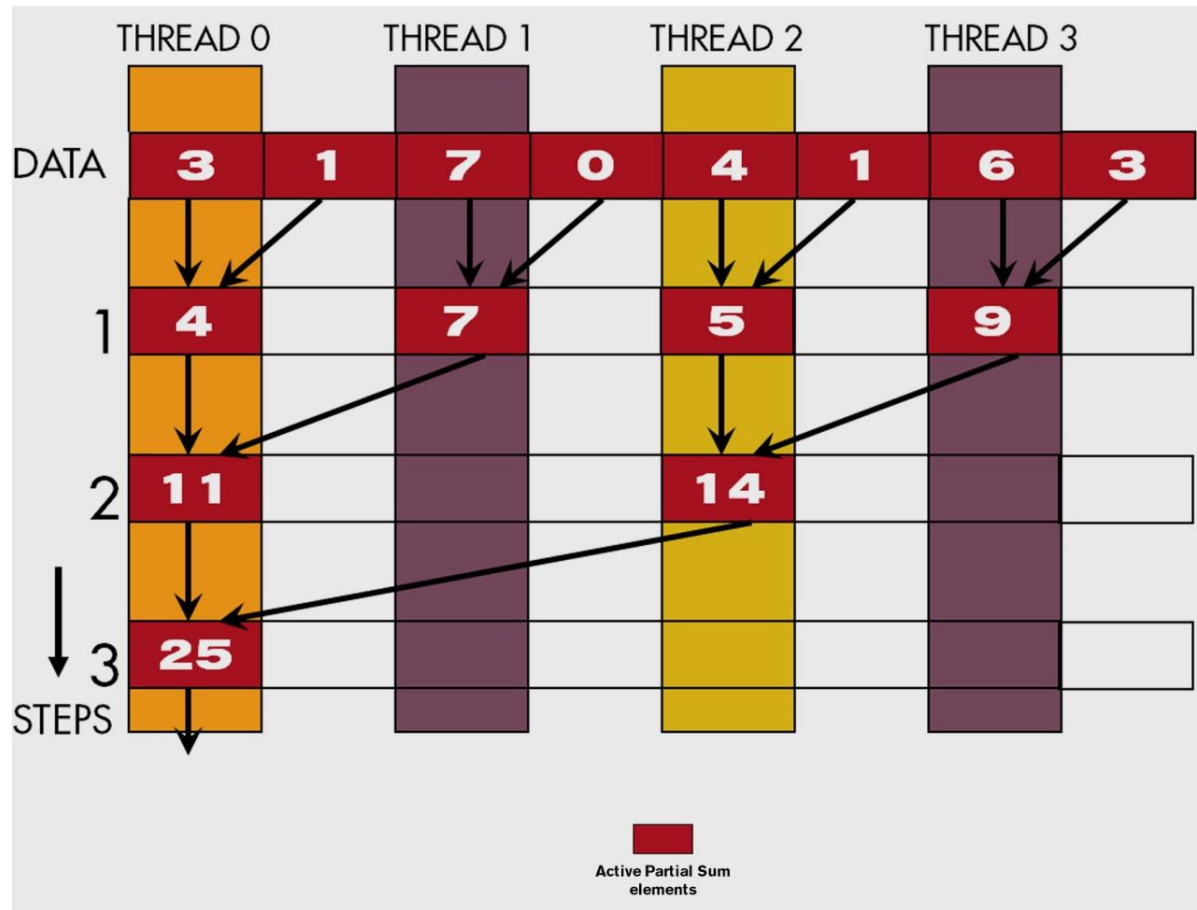 THREAD 0 THREAD 1 THREAD 2 THREAD 3
DATA 3 1 7 0 4 1 6 3
1 4 7 5 9
2 11 14
3 25
STEPS
Active Partial Sum
elements